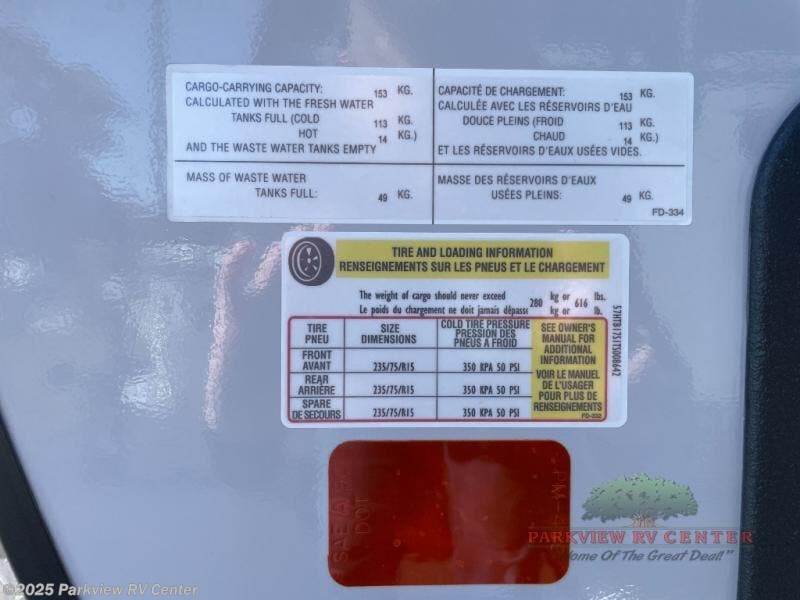 CARGO-CARRYING CAPACITY: 153 KG.
CALCULATED WITH THE FRESH WATER
TANKS FULL (COLD 113 KG.
HOT 14 KG.)
AND THE WASTE WATER TANKS EMPTY
CAPACITÉ DE CHARGEMENT: 153 KG.
CALCULÉE AVEC LES RÉSERVOIRS D'EAU
DOUCE PLEINS (FROID 113 KG.
CHAUD 14 KG.)
ET LES RÉSERVOIRS D'EAUX USÉES VIDES.
MASS OF WASTE WATER
TANKS FULL: 49 KG.
MASSE DES RÉSERVOIRS D'EAUX
USÉES PLEINS: 49 KG.
FD-334
TIRE AND LOADING INFORMATION
RENSEIGNEMENTS SUR LES PNEUS ET LE CHARGEMENT
The weight of cargo should never exceed 280 kg or 616 lbs.
Le poids du chargement ne doit jamais dépasse kg or lb.
TIRE PNEU SIZE DIMENSIONS COLD TIRE PRESSURE PRESSION DES PNEUS A FROID
FRONT AVANT 235/75/R15 350 KPA 50 PSI
REAR ARRIÈRE 235/75/R15 350 KPA 50 PSI
SPARE DE SECOURS 235/75/R15 350 KPA 50 PSI
SEE OWNER'S
MANUAL FOR
ADDITIONAL
INFORMATION
VOIR LE MANUEL
DE L'USAGER
POUR PLUS DE
RENSEIGNEMENTS
FD-332
DOT
PARKVIEW RV CENTER
"Home Of The Great Deal!"
©2025 Parkview RV Center